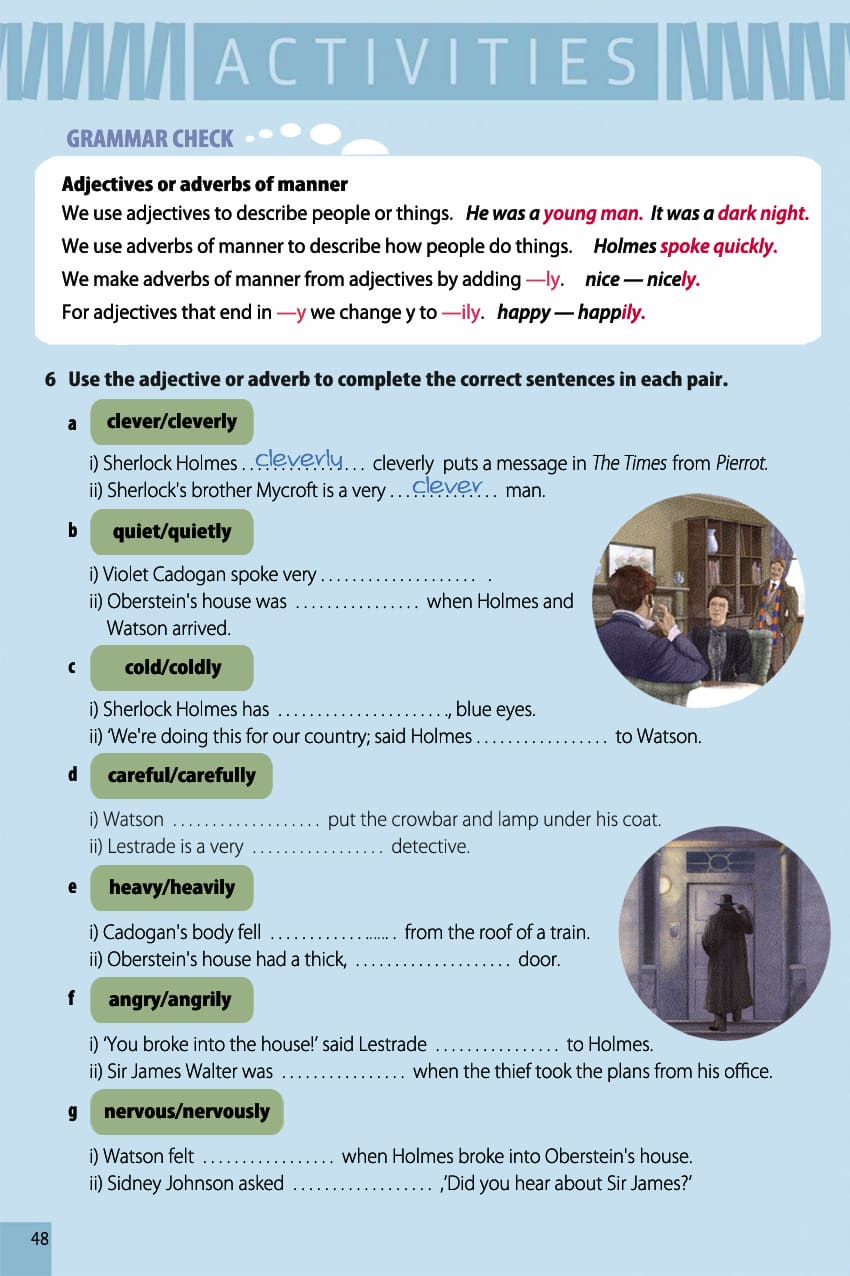 ACTIVITIES
GRAMMAR CHECK
Adjectives or adverbs of manner
We use adjectives to describe people or things. He was a young man. It was a dark night.
We use adverbs of manner to describe how people do things. Holmes spoke quickly.
We make adverbs of manner from adjectives by adding —ly. nice — nicely.
For adjectives that end in —y we change y to —ily. happy — happily.
6 Use the adjective or adverb to complete the correct sentences in each pair.
a clever/cleverly
i) Sherlock Holmes . . cleverly . . . cleverly puts a message in The Times from Pierrot.
ii) Sherlock's brother Mycroft is a very . . . clever . . man.
b quiet/quietly
i) Violet Cadogan spoke very . . . . . . . . . . . . . . . . . . . . .
ii) Oberstein's house was . . . . . . . . . . . . . . . . when Holmes and
Watson arrived.
c cold/coldly
i) Sherlock Holmes has . . . . . . . . . . . . . . . . . . . . . ., blue eyes.
ii) ‘We're doing this for our country; said Holmes . . . . . . . . . . . . . . . . . to Watson.
d careful/carefully
i) Watson . . . . . . . . . . . . . . . . . . . put the crowbar and lamp under his coat.
ii) Lestrade is a very . . . . . . . . . . . . . . . . . detective.
e heavy/heavily
i) Cadogan's body fell . . . . . . . . . . . . ...... . from the roof of a train.
ii) Oberstein's house had a thick, . . . . . . . . . . . . . . . . . . . . door.
f angry/angrily
i) ‘You broke into the house!’ said Lestrade . . . . . . . . . . . . . . . . to Holmes.
ii) Sir James Walter was . . . . . . . . . . . . . . . . when the thief took the plans from his office.
g nervous/nervously
i) Watson felt . . . . . . . . . . . . . . . . . when Holmes broke into Oberstein's house.
ii) Sidney Johnson asked . . . . . . . . . . . . . . . . . . ,‘Did you hear about Sir James?’
48